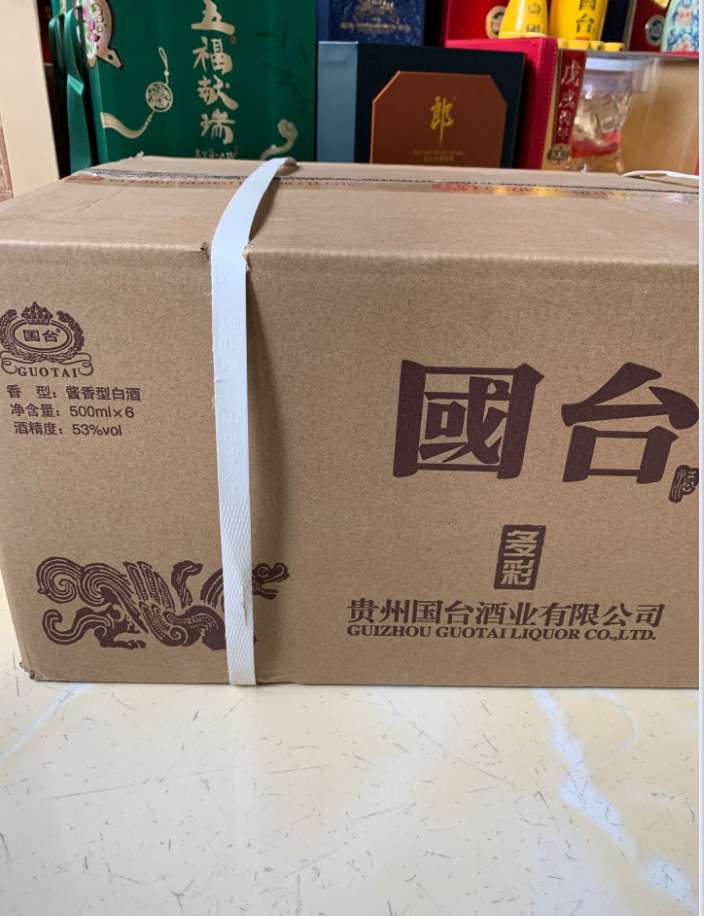 五福献瑞
郎
国台
国台
GUOTAI
香 型：酱香型白酒
净含量：500ml×6
酒精度：53%vol
國台
酒
多彩
贵州国台酒业有限公司
GUIZHOU GUOTAI LIQUOR CO.,LTD.